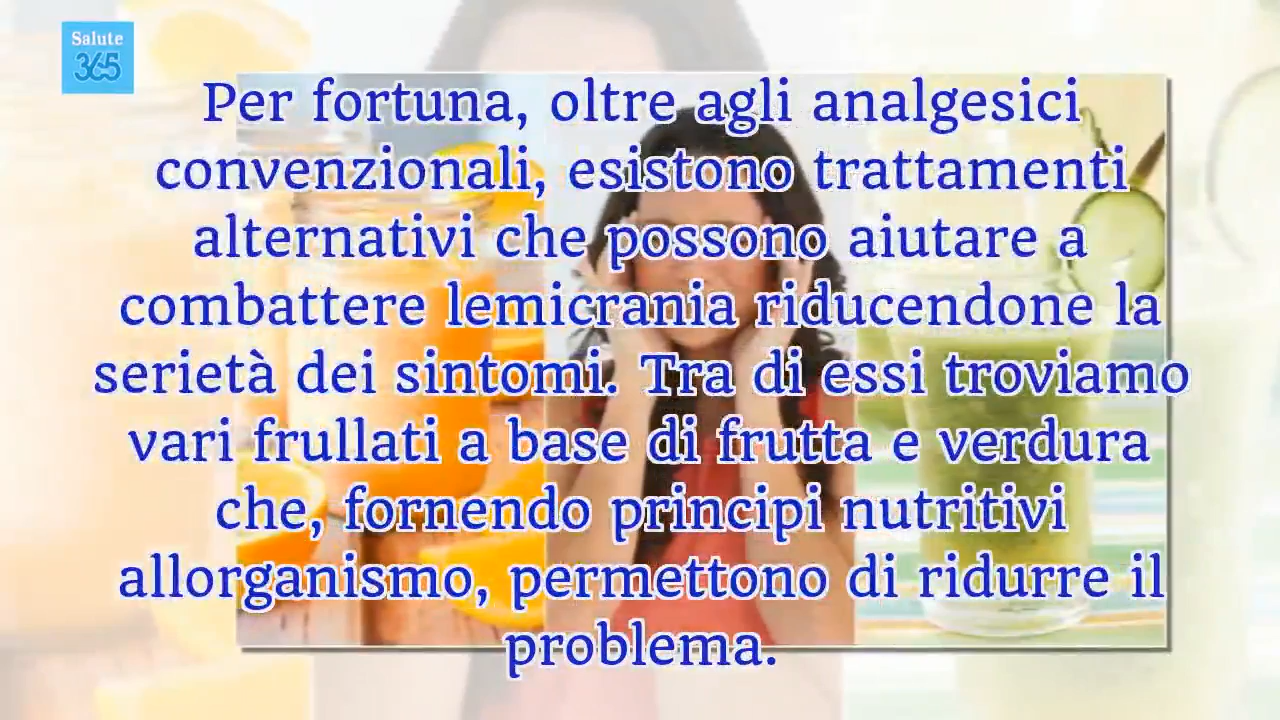 Salute
365
Per fortuna, oltre agli analgesici
convenzionali, esistono trattamenti
alternativi che possono aiutare a
combattere lemicrania riducendone la
serietà dei sintomi. Tra di essi troviamo
vari frullati a base di frutta e verdura
che, fornendo principi nutritivi
allorganismo, permettono di ridurre il
problema.